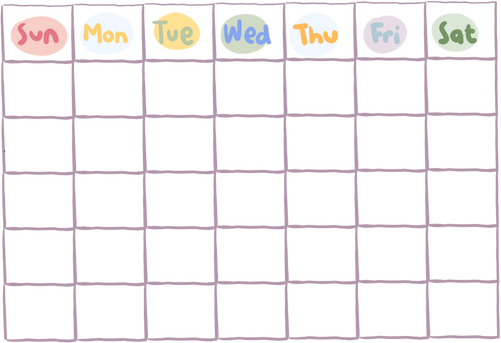 Sun Mon Tue Wed Thu Fri Sat